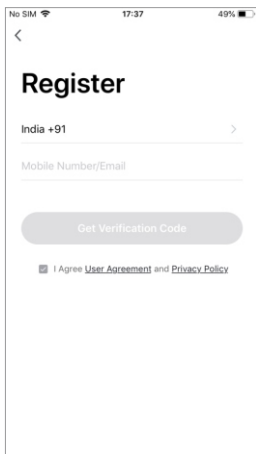 No SIM 17:37 49%
Register
India +91
Mobile Number/Email
Get Verification Code
I Agree User Agreement and Privacy Policy